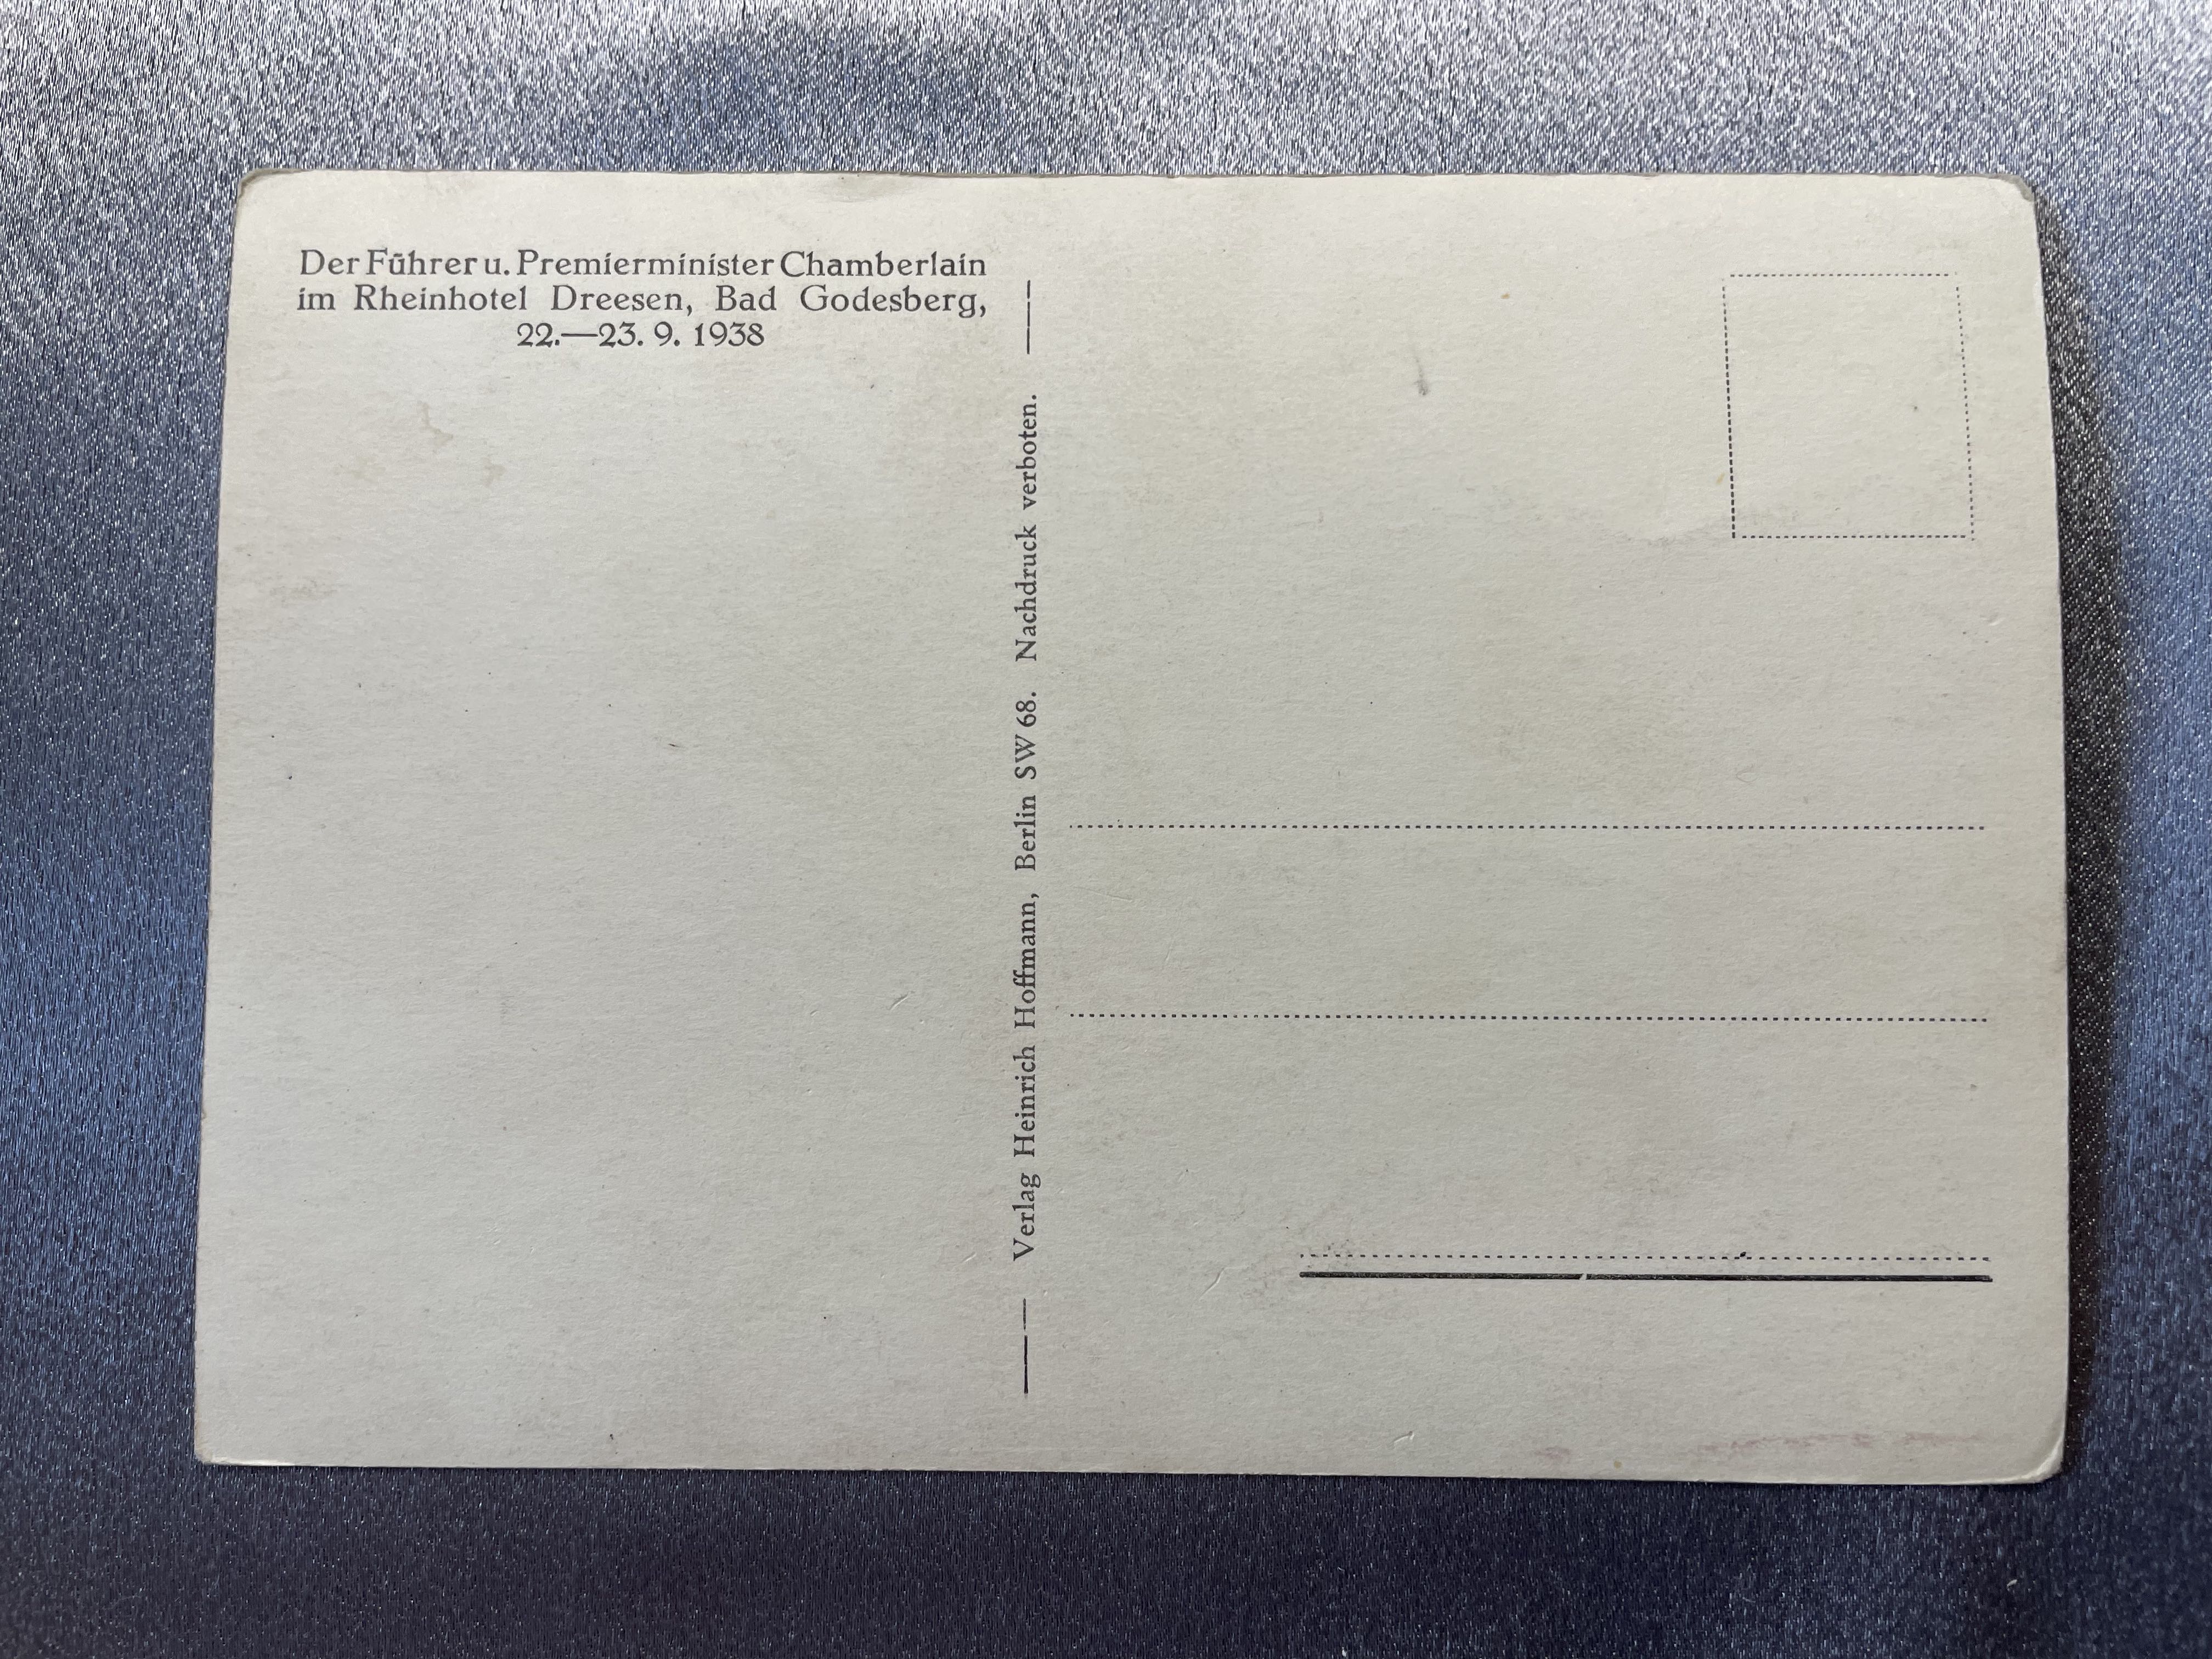 Der Führer u. Premierminister Chamberlain
im Rheinhotel Dreesen, Bad Godesberg,
22.—23. 9. 1938
Verlag Heinrich Hoffmann, Berlin SW 68. Nachdruck verboten.